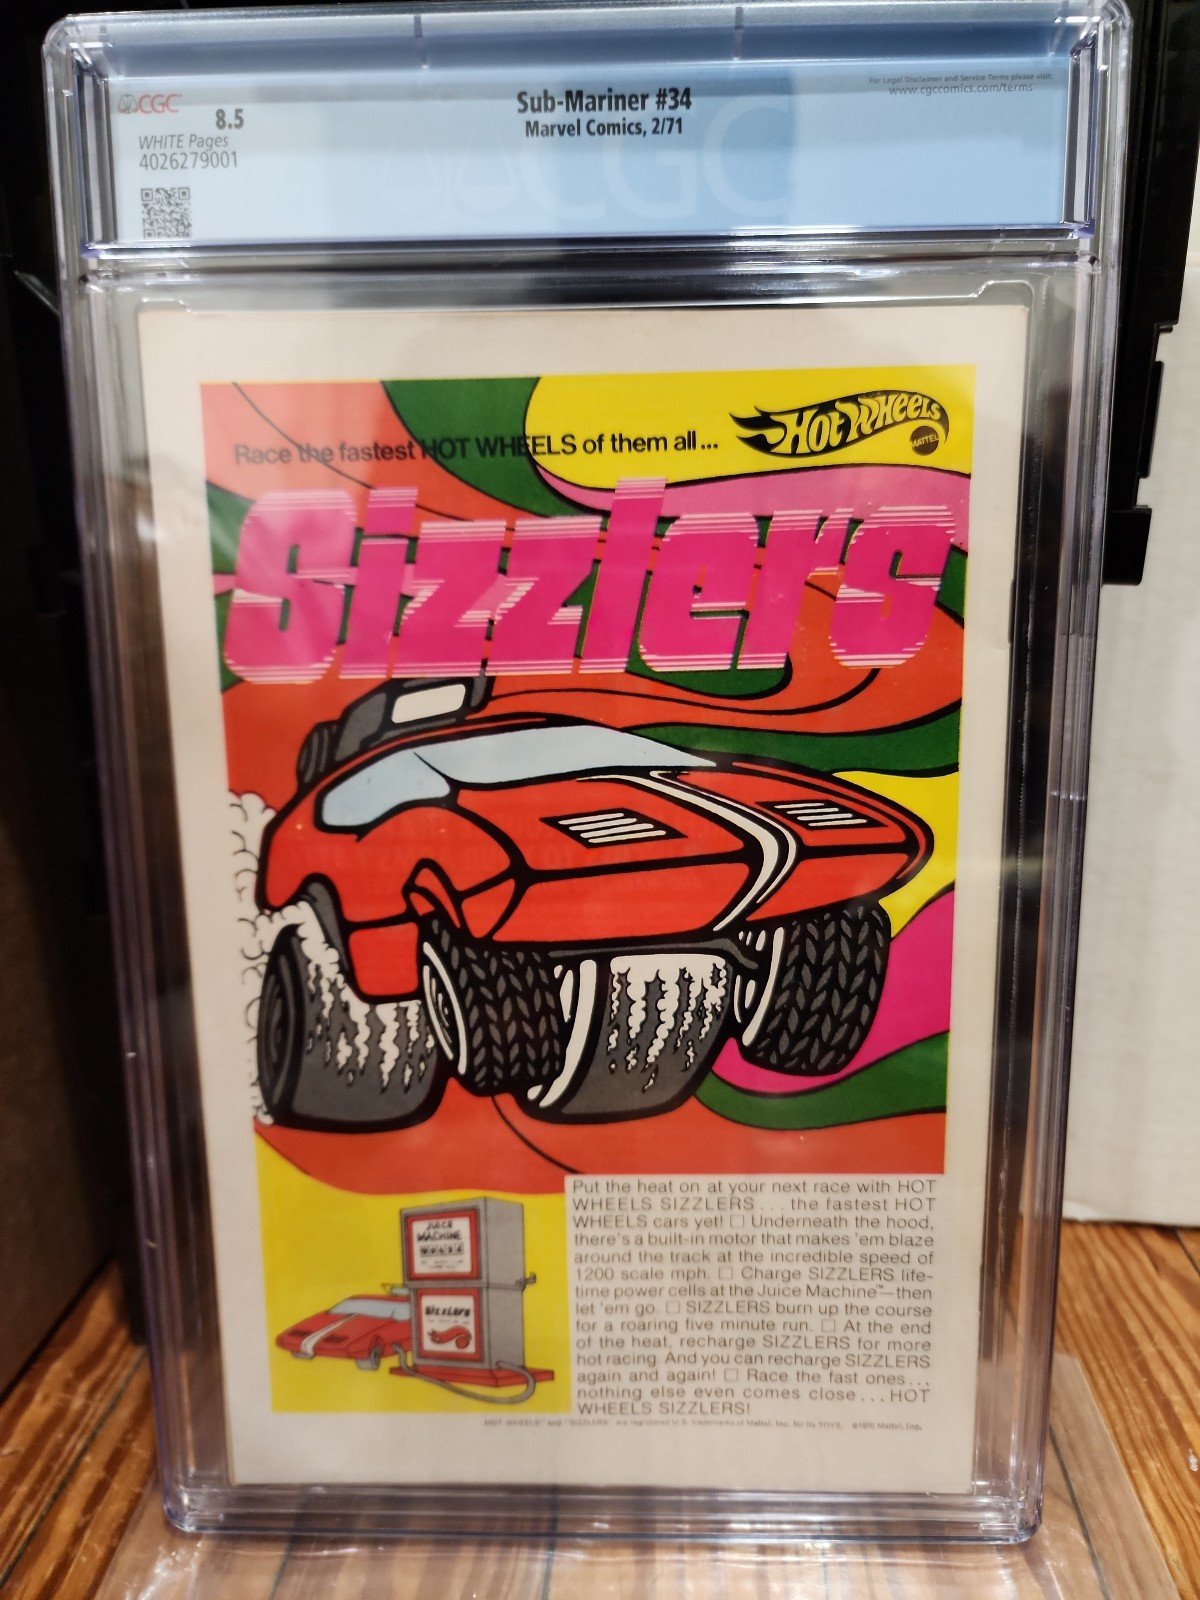 CGC
8.5
WHITE Pages
4026279001
Sub-Mariner #34
Marvel Comics, 2/71
For Legal Disclaimer and Service Terms please visit:
www.cgccomics.com/terms
CGC
Race the fastest HOT WHEELS of them all...
Hot Wheels
MATTEL
Sizzlers
JUICE
MACHINE
Sizzlers
Put the heat on at your next race with HOT
WHEELS SIZZLERS . . . the fastest HOT
WHEELS cars yet! □ Underneath the hood,
there's a built-in motor that makes 'em blaze
around the track at the incredible speed of
1200 scale mph. □ Charge SIZZLERS life-
time power cells at the Juice Machine™—then
let 'em go. □ SIZZLERS burn up the course
for a roaring five minute run. □ At the end
of the heat, recharge SIZZLERS for more
hot racing. And you can recharge SIZZLERS
again and again! □ Race the fast ones...
nothing else even comes close...HOT
WHEELS SIZZLERS!
HOT WHEELS™ and "SIZZLERS" are registered U.S. trademarks of Mattel, Inc. for its TOYS. ©1970 Mattel, Inc.